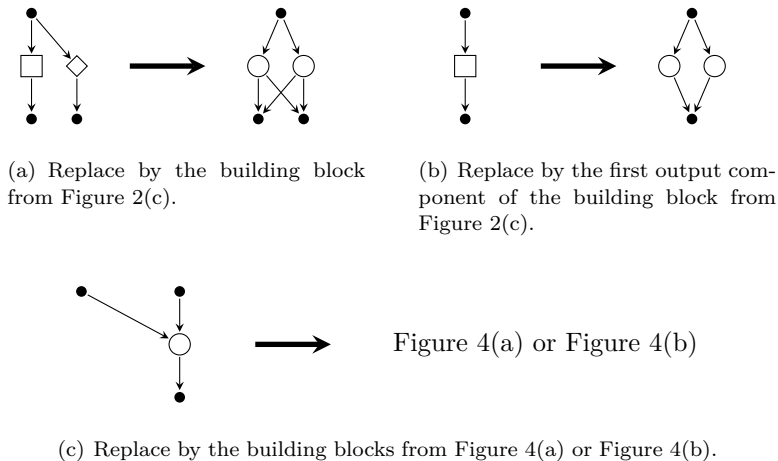 (a) Replace by the building block
from Figure 2(c).
(b) Replace by the first output com-
ponent of the building block from
Figure 2(c).
Figure 4(a) or Figure 4(b)
(c) Replace by the building blocks from Figure 4(a) or Figure 4(b).